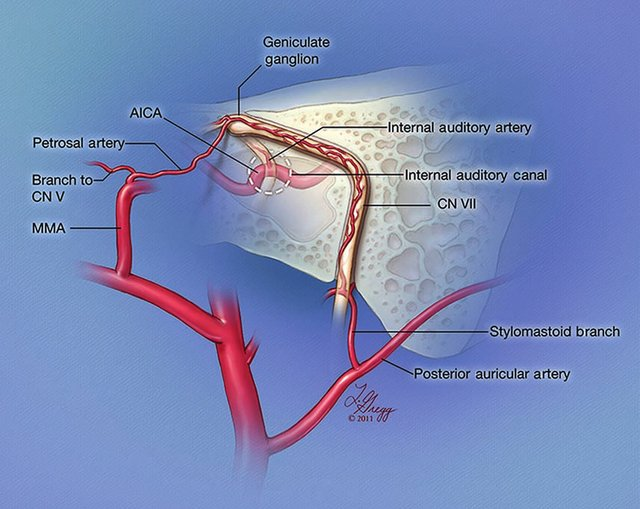 Geniculate
ganglion
AICA
Internal auditory artery
Petrosal artery
Internal auditory canal
Branch to
CN V
CN VII
MMA
Stylomastoid branch
Posterior auricular artery
L. Gregg
© 2011